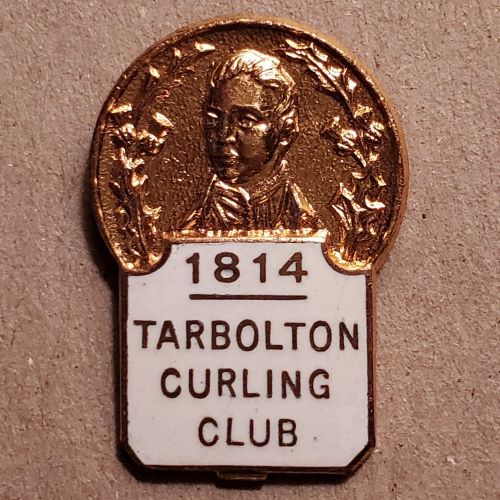 1814
TARBOLTON
CURLING
CLUB